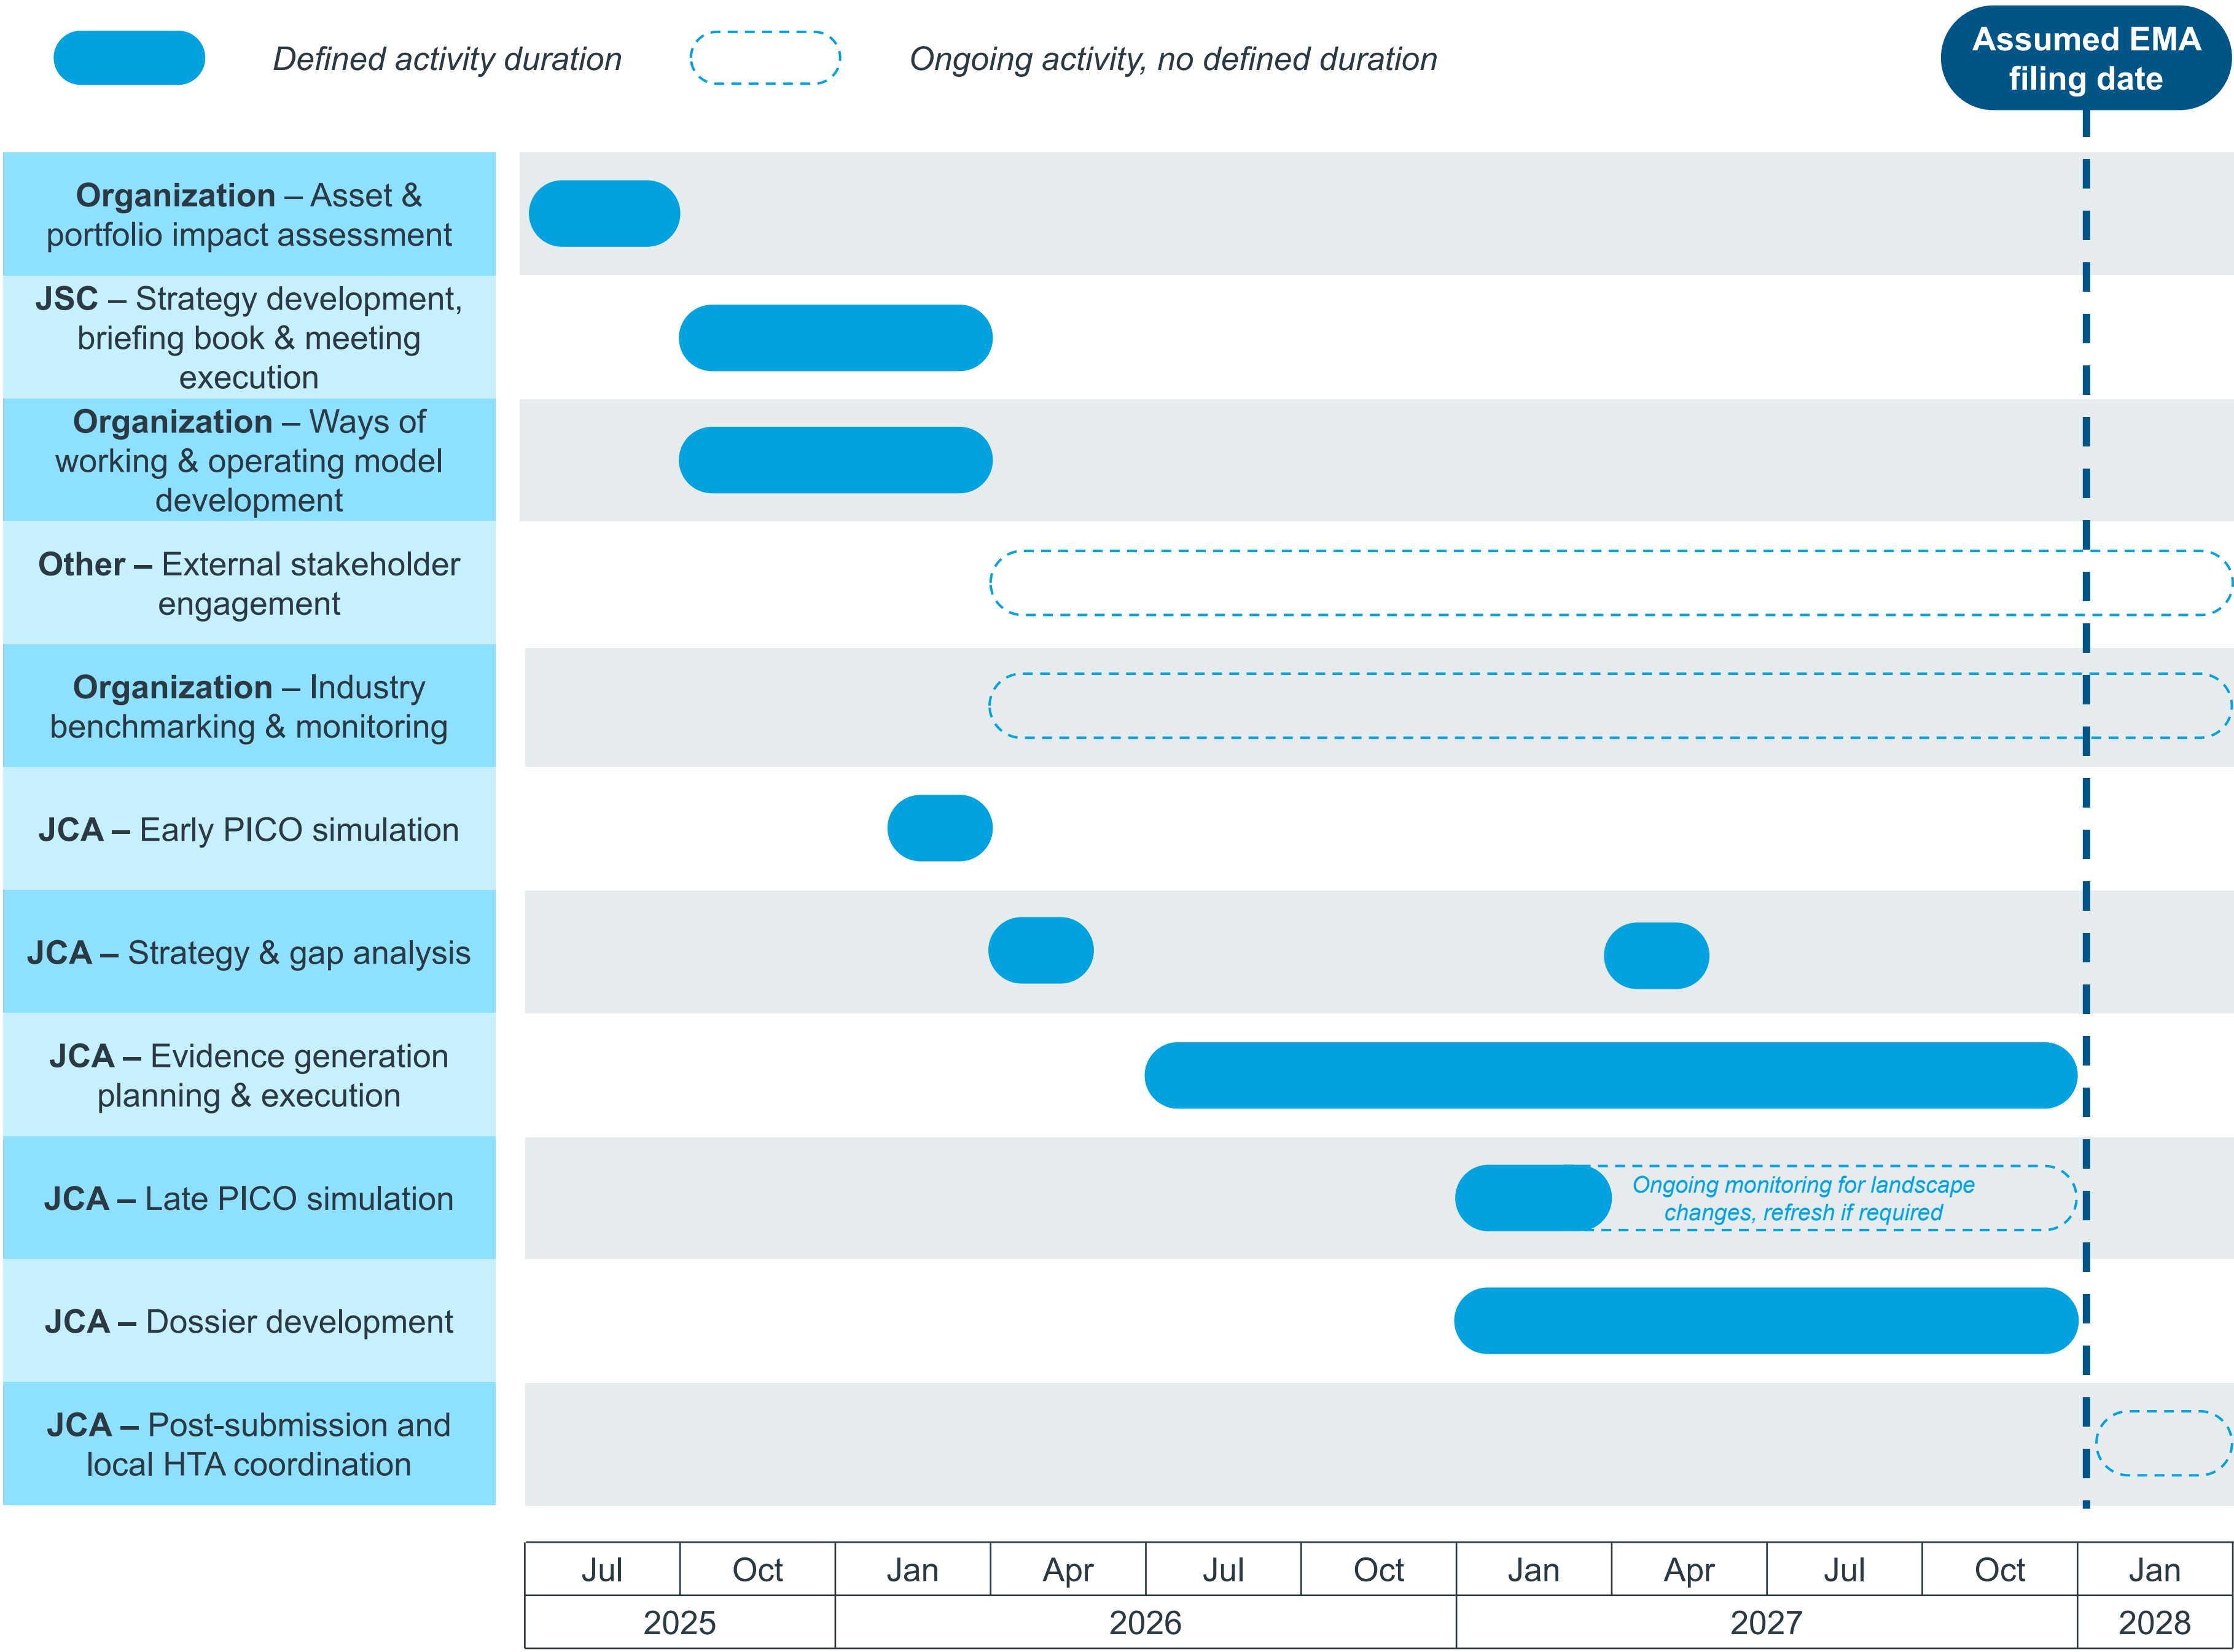 Defined activity duration
Ongoing activity, no defined duration
Assumed EMA
filing date
Organization – Asset &
portfolio impact assessment
JSC – Strategy development,
briefing book & meeting
execution
Organization – Ways of
working & operating model
development
Other – External stakeholder
engagement
Organization – Industry
benchmarking & monitoring
JCA – Early PICO simulation
JCA – Strategy & gap analysis
JCA – Evidence generation
planning & execution
JCA – Late PICO simulation
Ongoing monitoring for landscape
changes, refresh if required
JCA – Dossier development
JCA – Post-submission and
local HTA coordination
Jul Oct Jan Apr Jul Oct Jan Apr Jul Oct Jan
2025 2026 2027 2028